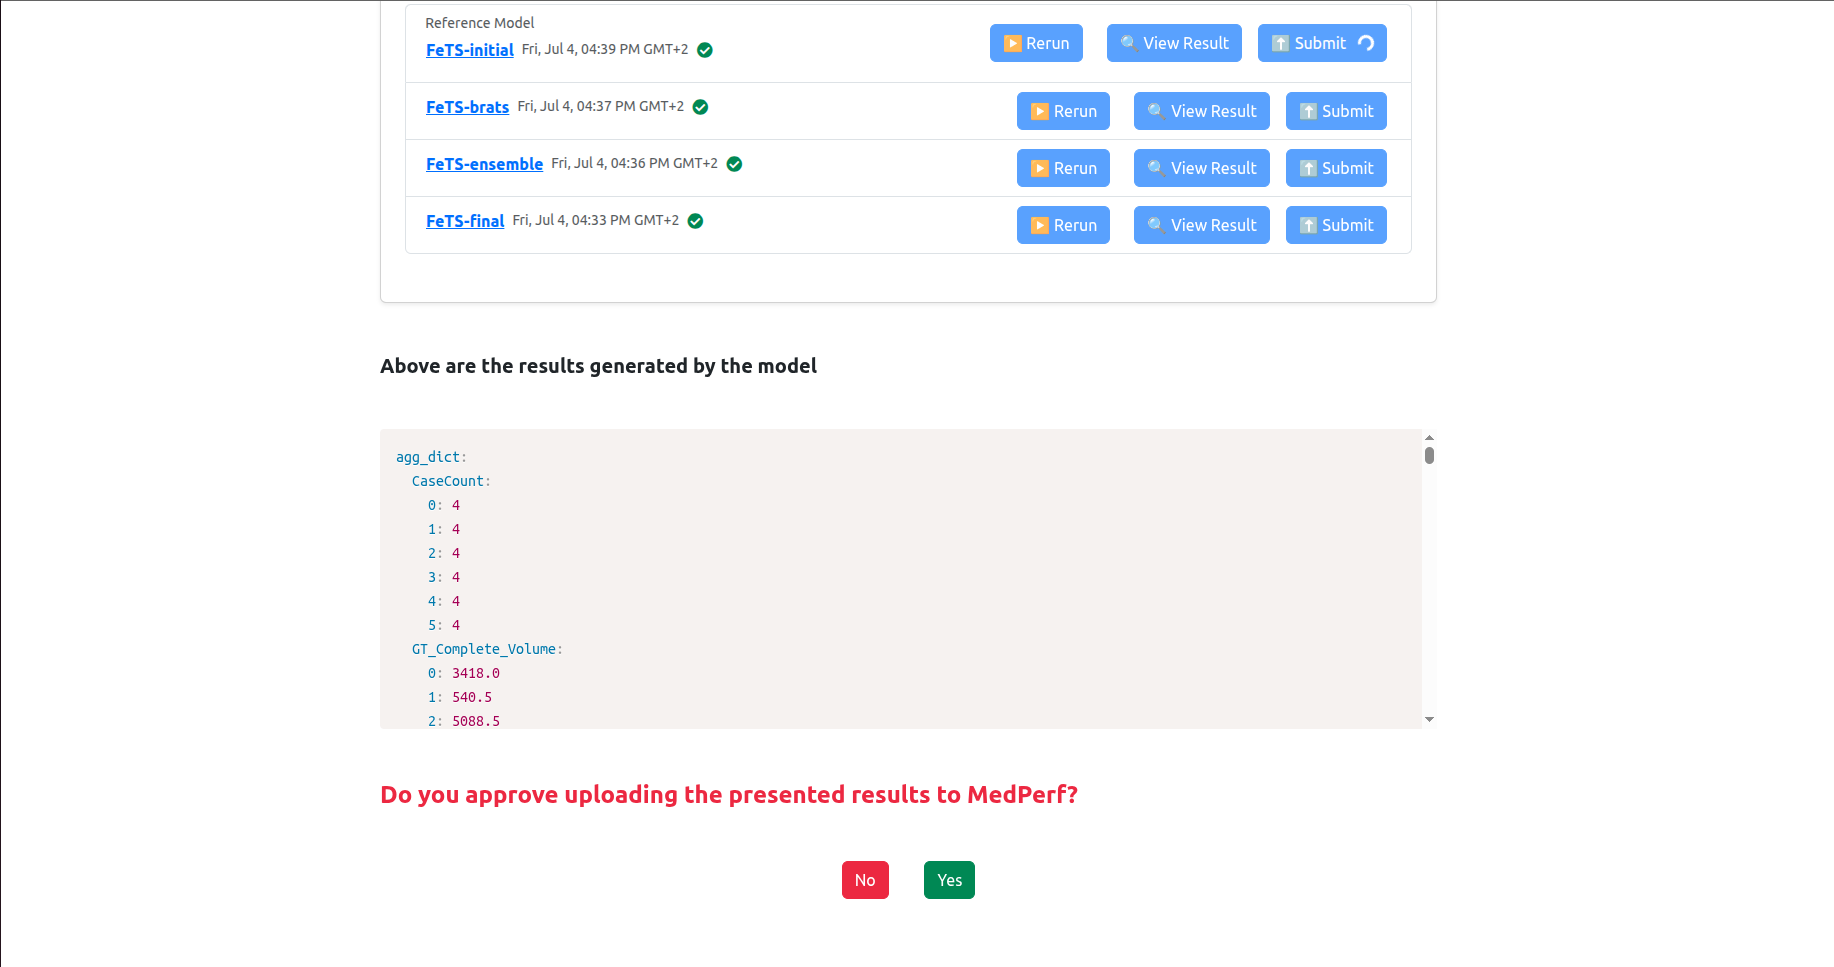 Reference Model
FeTS-initial Fri, Jul 4, 04:39 PM GMT+2 Rerun View Result Submit
FeTS-brats Fri, Jul 4, 04:37 PM GMT+2 Rerun View Result Submit
FeTS-ensemble Fri, Jul 4, 04:36 PM GMT+2 Rerun View Result Submit
FeTS-final Fri, Jul 4, 04:33 PM GMT+2 Rerun View Result Submit
Above are the results generated by the model
agg_dict:
CaseCount:
0: 4
1: 4
2: 4
3: 4
4: 4
5: 4
GT_Complete_Volume:
0: 3418.0
1: 540.5
2: 5088.5
Do you approve uploading the presented results to MedPerf?
No Yes